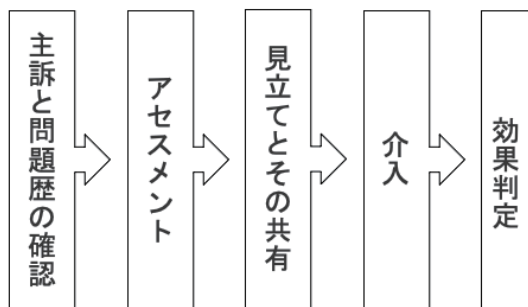 主訴と問題歴の確認
アセスメント
見立てとその共有
介入
効果判定